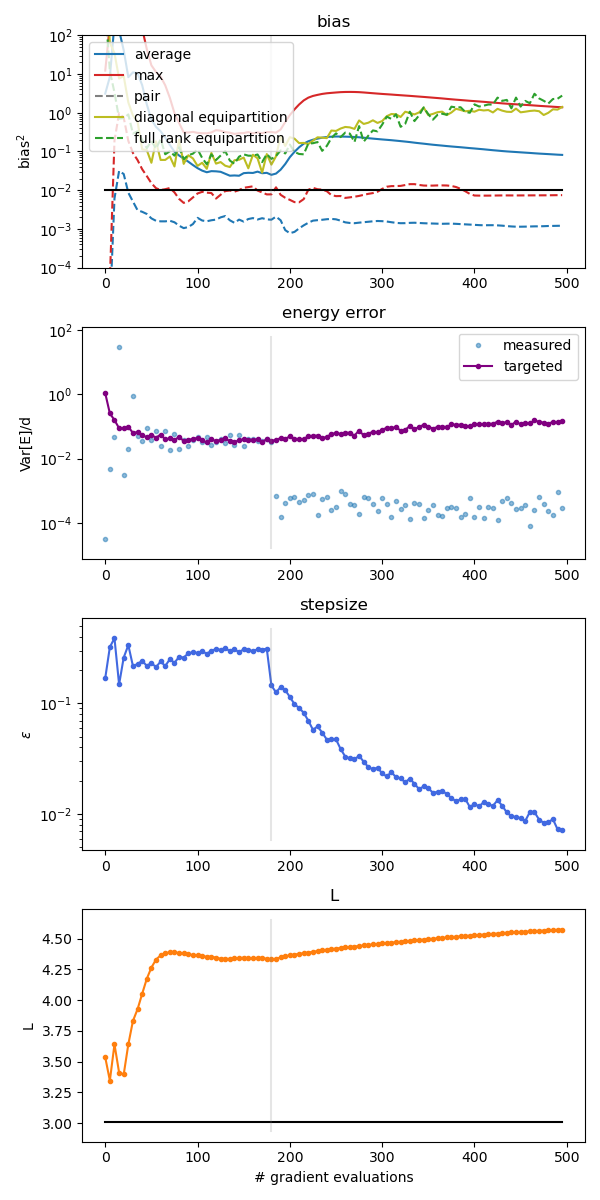 bias
bias²
10²
10¹
10⁰
10⁻¹
10⁻²
10⁻³
10⁻⁴
average
max
pair
diagonal equipartition
full rank equipartition
0 100 200 300 400 500
energy error
Var[E]/d
10²
10⁰
10⁻²
10⁻⁴
measured
targeted
0 100 200 300 400 500
stepsize
ε
10⁻¹
10⁻²
0 100 200 300 400 500
L
L
4.50
4.25
4.00
3.75
3.50
3.25
3.00
0 100 200 300 400 500
# gradient evaluations